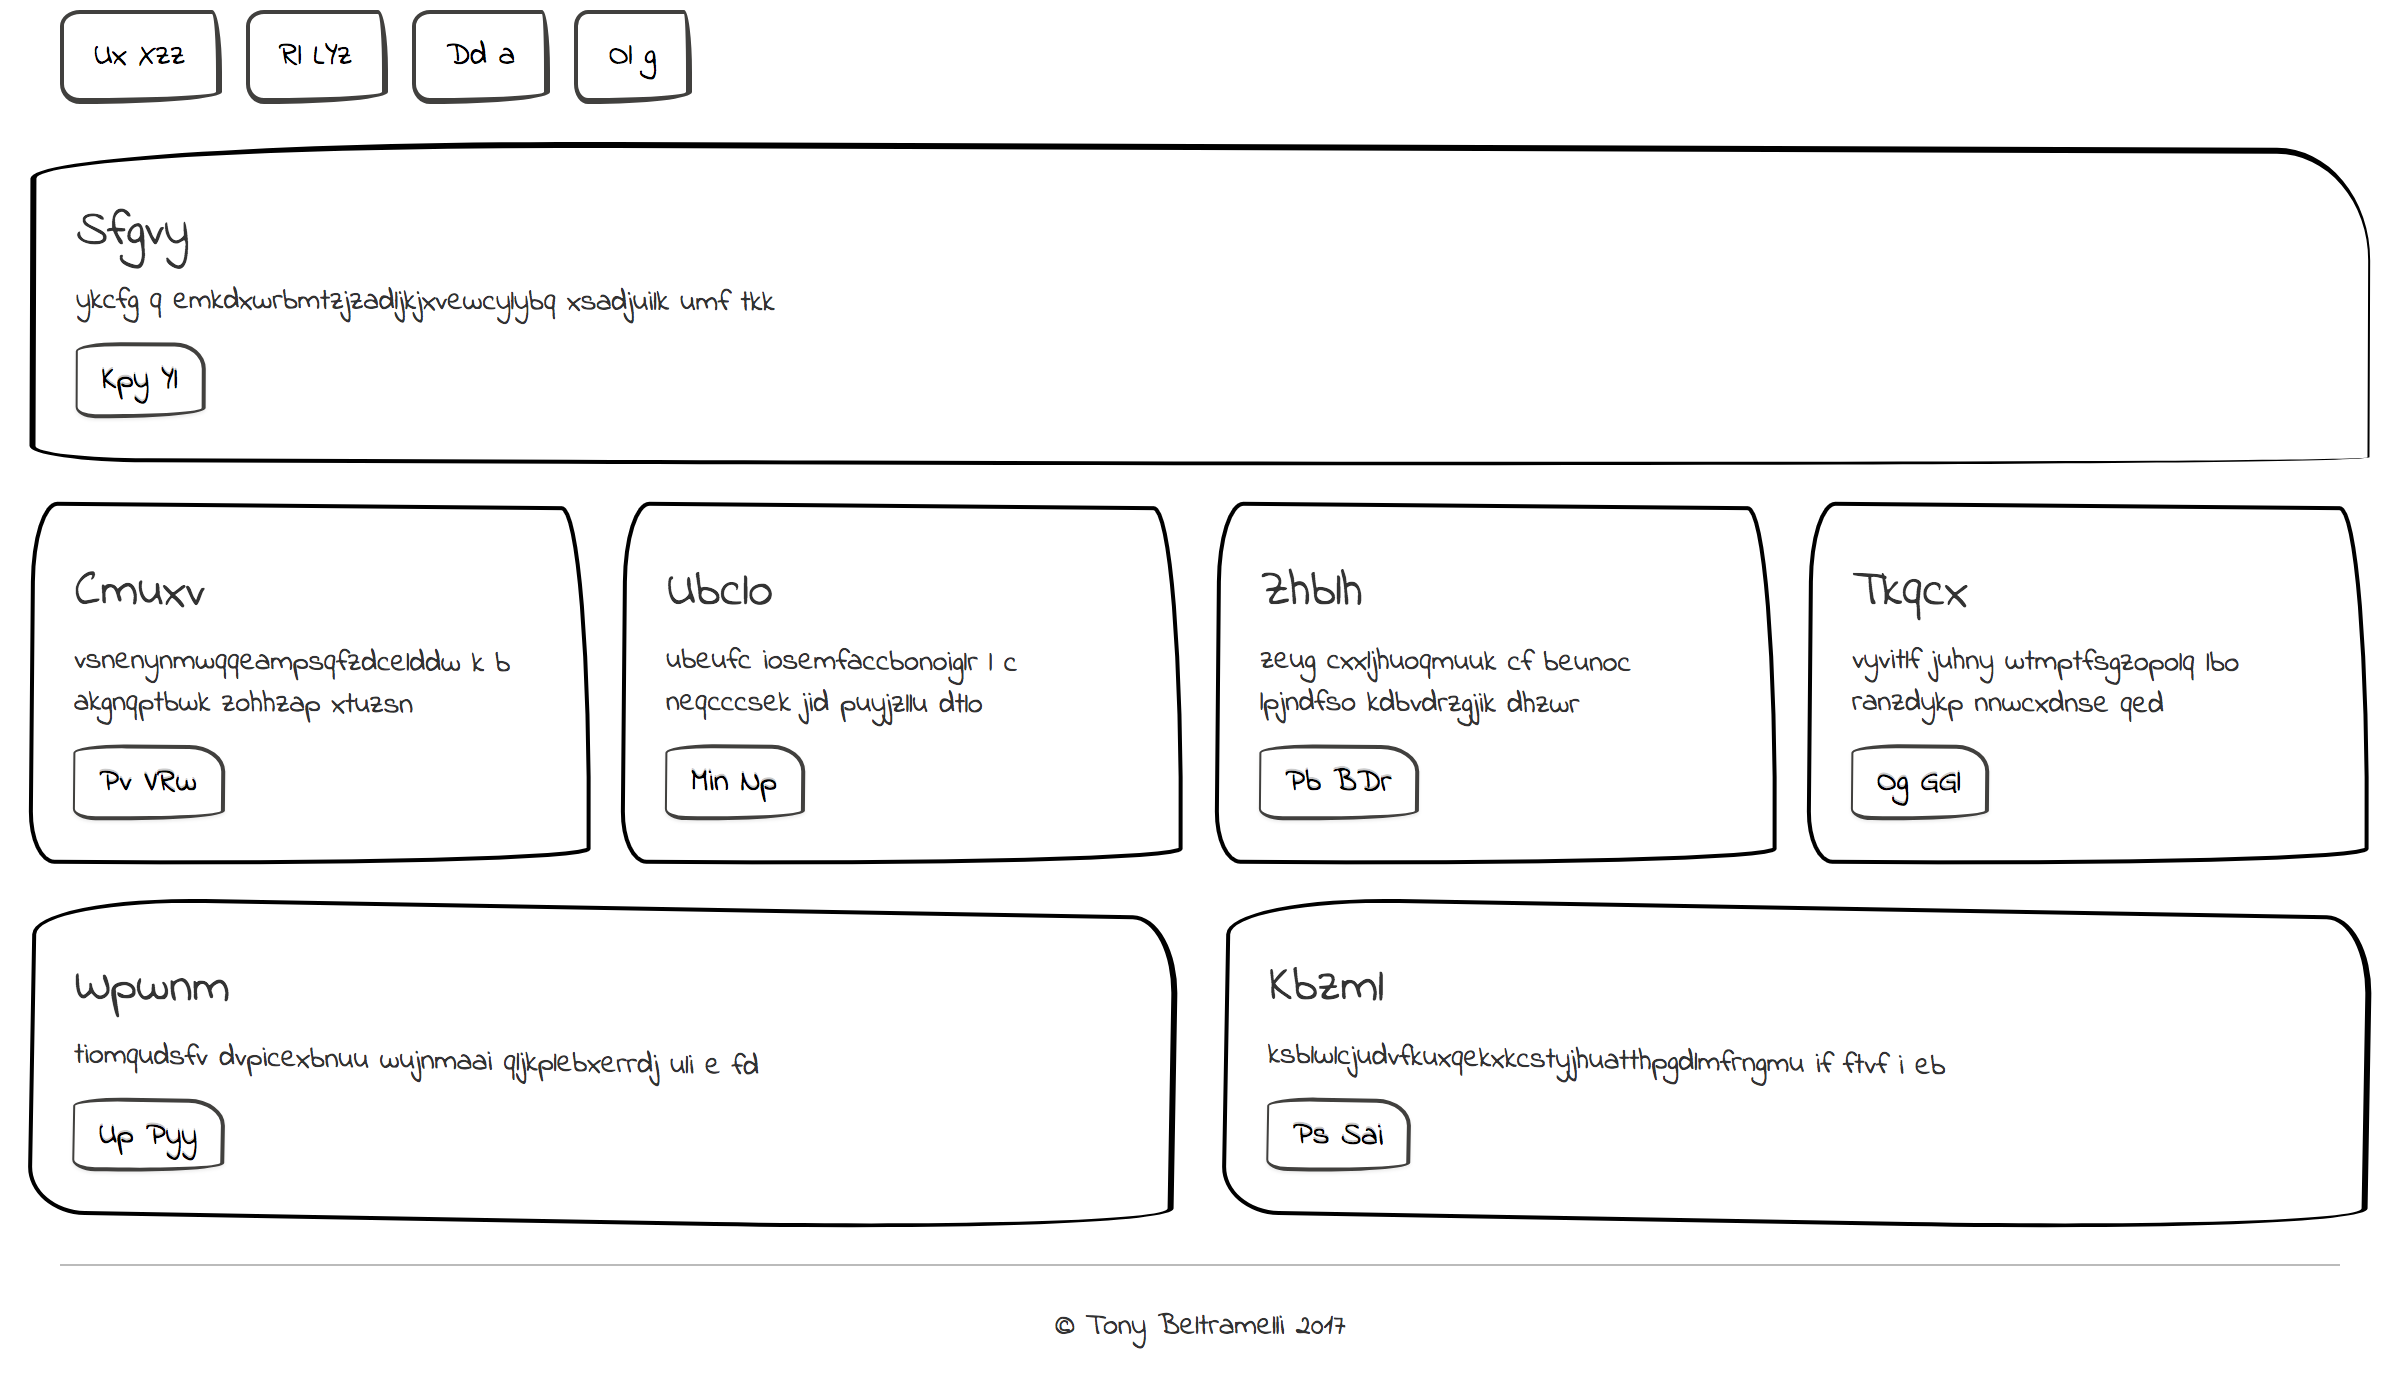 Ux Xzz
Rl LYz
Dd a
Ol g
Sfgvy
ykcfg q emkdxwrbmtzjzadljkjxvewcylybq xsadjuilk umf tkk
Kpy Yl
Cmuxv
vsnenynmwqqeampsqfzdcelddw k b
akgnqptbwk zohhzap xtuzsn
Pv VRw
Ubclo
ubeufc iosemfaccbonoiglr l c
neqcccsek jid puyjzllu dtlo
Min Np
Zhblh
zeug cxxljhuoqmuuk cf beunoc
lpjndfso kdbvdrzgjik dhzwr
Pb BDr
Tkqcx
vyvitlf juhny wtmptfsgzopolq lbo
ranzdykp nnwcxdnse qed
Og GGl
Wpwnm
tiomqudsfv dvpicexbnuu wujnmaai qljkplebxerrdj uli e fd
Up Pyy
Kbzml
ksblwlcjudvfkuxqekxkcstyjhuatthpgdlmfrngmu if ftvf i eb
Ps Sai
© Tony Beltramelli 2017